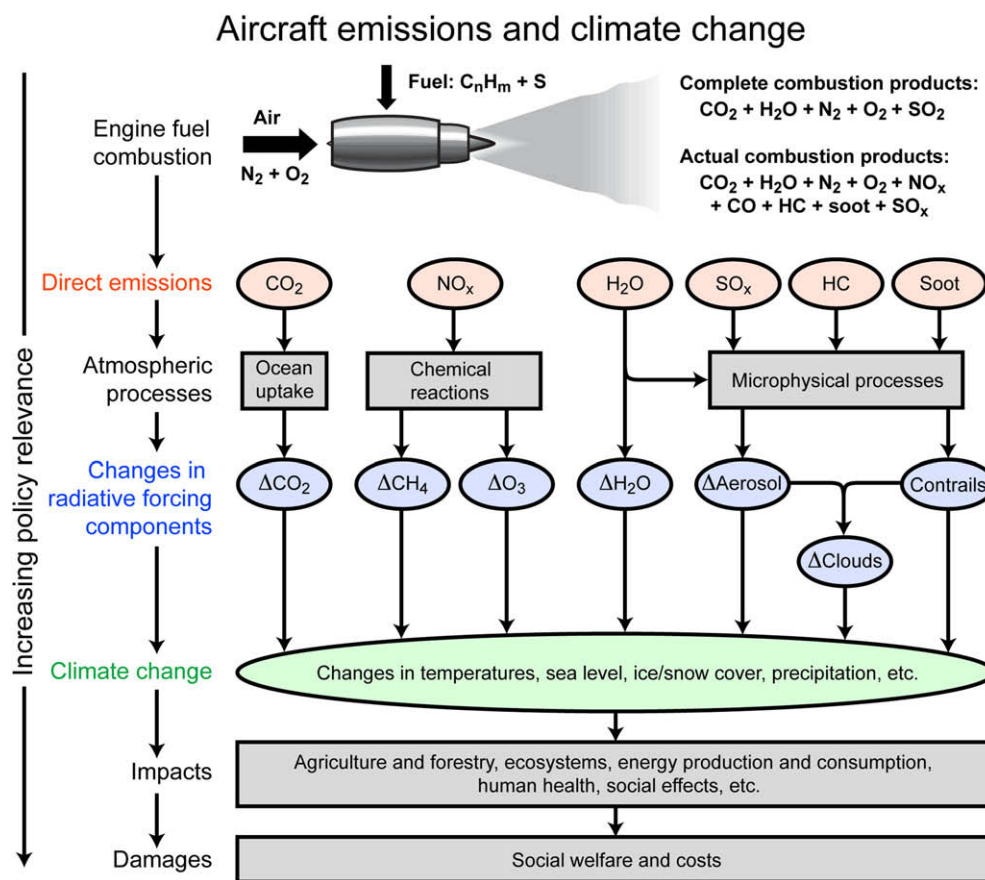 Aircraft emissions and climate change
Increasing policy relevance
Engine fuel
combustion
Fuel: CₙHₘ + S
Air
N₂ + O₂
Complete combustion products:
CO₂ + H₂O + N₂ + O₂ + SO₂
Actual combustion products:
CO₂ + H₂O + N₂ + O₂ + NOₓ
+ CO + HC + soot + SOₓ
Direct emissions
CO₂
NOₓ
H₂O
SOₓ
HC
Soot
Atmospheric
processes
Ocean
uptake
Chemical
reactions
Microphysical processes
Changes in
radiative forcing
components
ΔCO₂
ΔCH₄
ΔO₃
ΔH₂O
ΔAerosol
Contrails
ΔClouds
Climate change
Changes in temperatures, sea level, ice/snow cover, precipitation, etc.
Impacts
Agriculture and forestry, ecosystems, energy production and consumption,
human health, social effects, etc.
Damages
Social welfare and costs